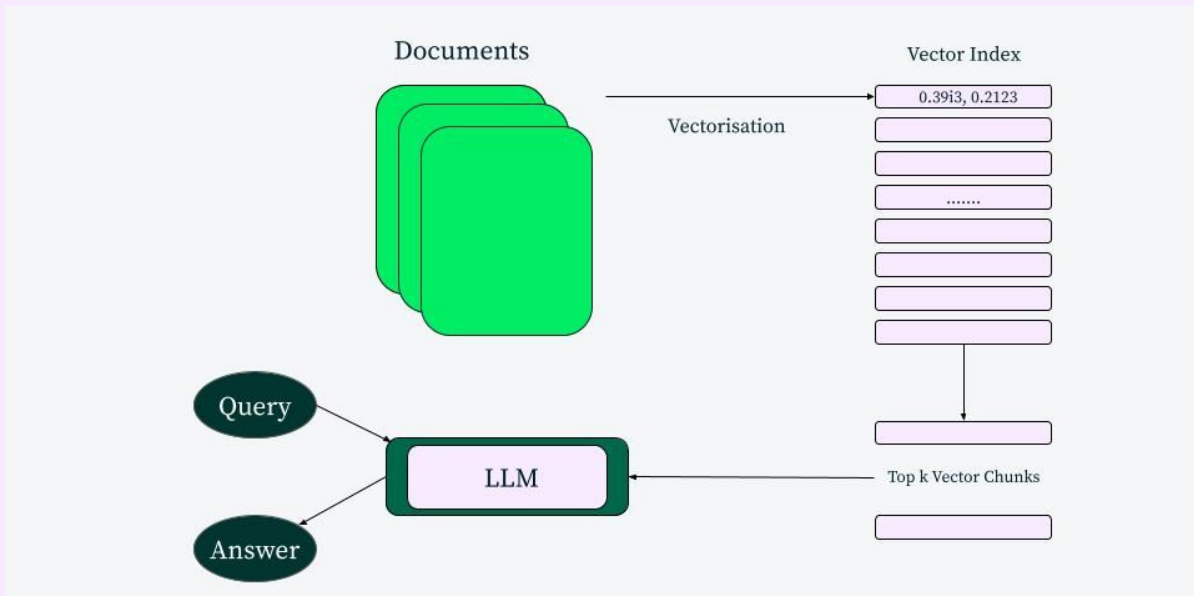 Documents
Vector Index
0.39i3, 0.2123
Vectorisation
.......
Query
LLM
Top k Vector Chunks
Answer